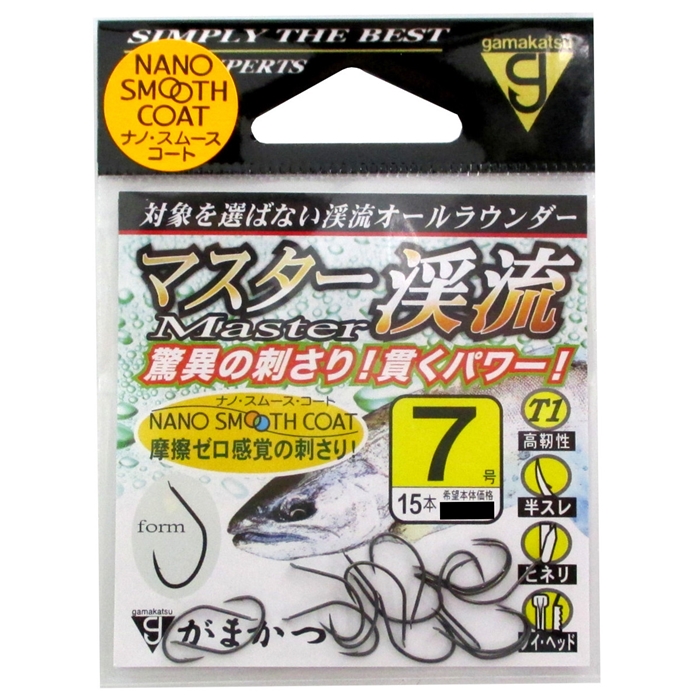 SIMPLY THE BEST
PERTS
gamakatsu
g
NANO
SMOOTH
COAT
ナノ・スムース
コート
対象を選ばない渓流オールラウンダー
マスター渓流
Master
驚異の刺さり!貫くパワー!
ナノ・スムース・コート
NANO SMOOTH COAT
摩擦ゼロ感覚の刺さり!
7号
15本 希望本体価格
T1
高靭性
半スレ
ヒネリ
form
gamakatsu
g がまかつ